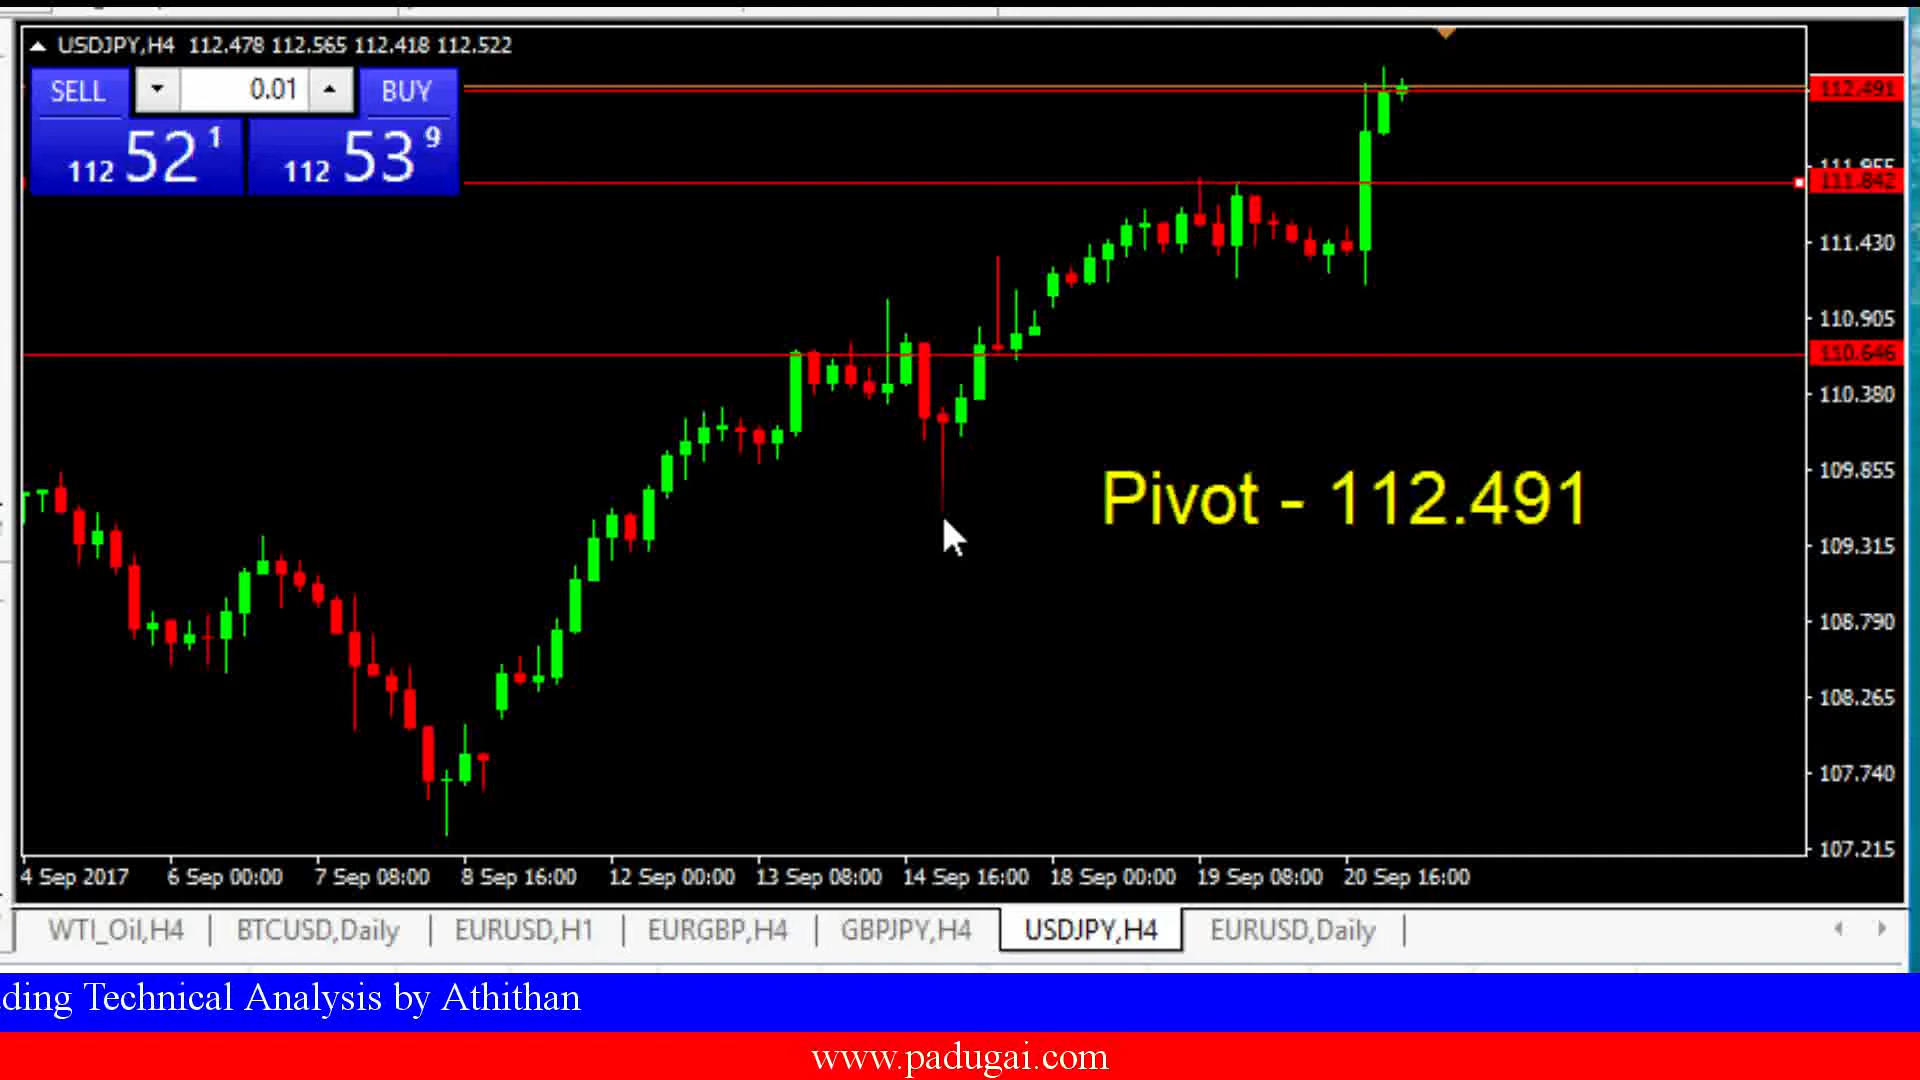 USDJPY,H4 112.478 112.565 112.418 112.522
SELL 0.01 BUY
112 52 1 112 53 9
112.491
111.955
111.842
111.430
110.905
110.646
110.380
109.855
Pivot - 112.491
109.315
108.790
108.265
107.740
107.215
4 Sep 2017 6 Sep 00:00 7 Sep 08:00 8 Sep 16:00 12 Sep 00:00 13 Sep 08:00 14 Sep 16:00 18 Sep 00:00 19 Sep 08:00 20 Sep 16:00
WTI_Oil,H4 | BTCUSD,Daily | EURUSD,H1 | EURGBP,H4 | GBPJPY,H4 USDJPY,H4 EURUSD,Daily |
ding Technical Analysis by Athithan
www.padugai.com